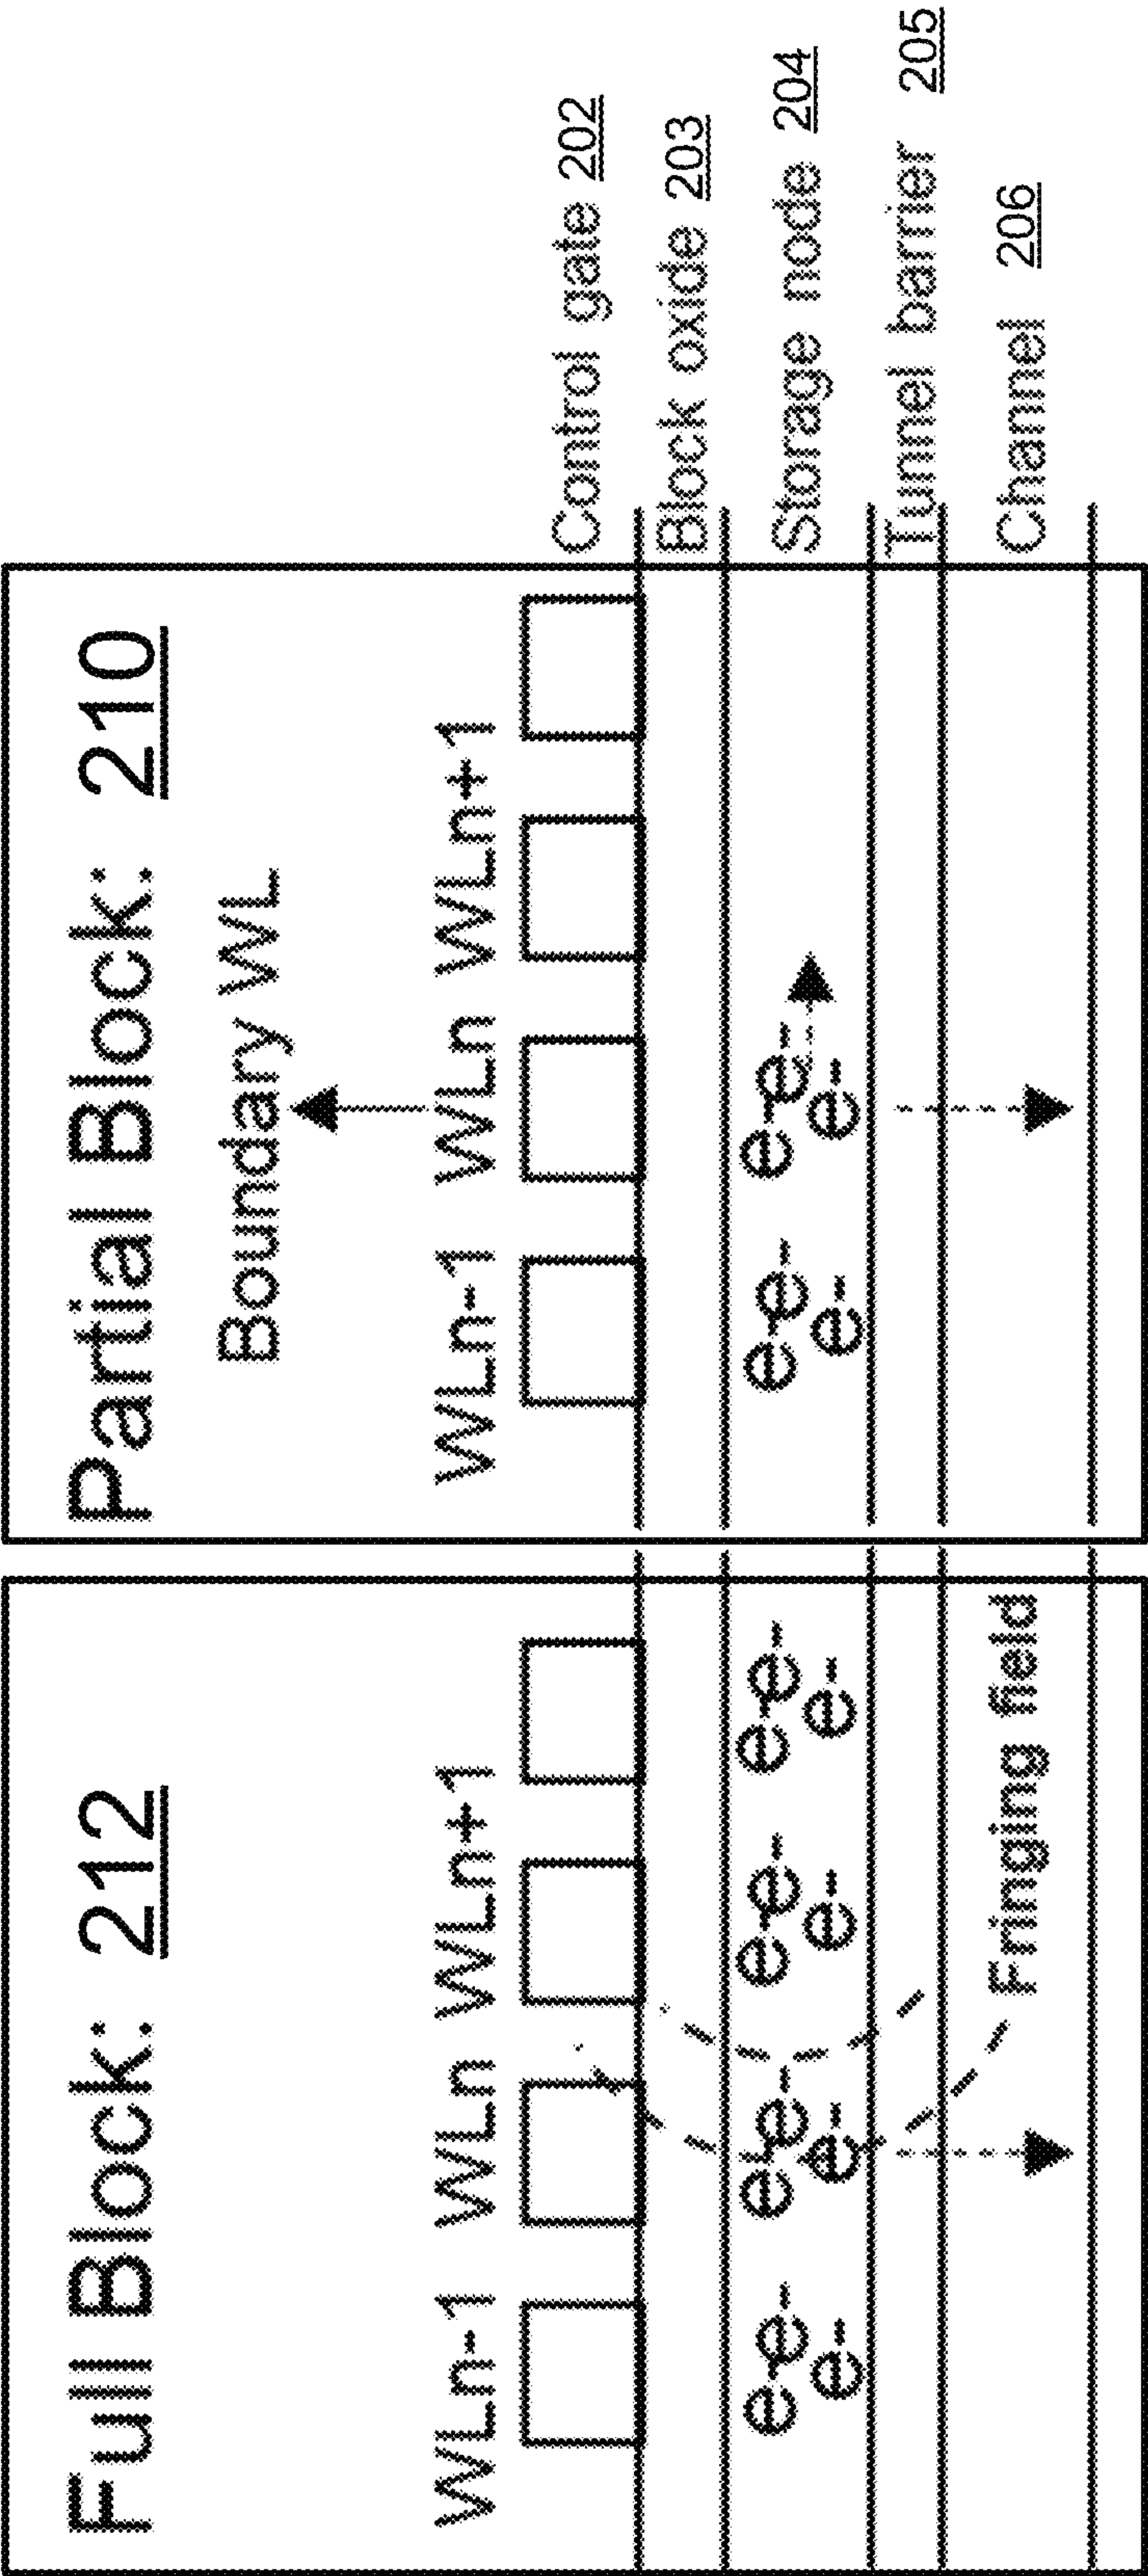 Full Block: 212
WLn-1 WLn WLn+1
e- e- e- e- e- e- e- e- e- e- e- e-
Fringing field
Partial Block: 210
Boundary WL
WLn-1 WLn WLn+1
e- e- e- e- e- e-
Control gate 202
Block oxide 203
Storage node 204
Tunnel barrier 205
Channel 206